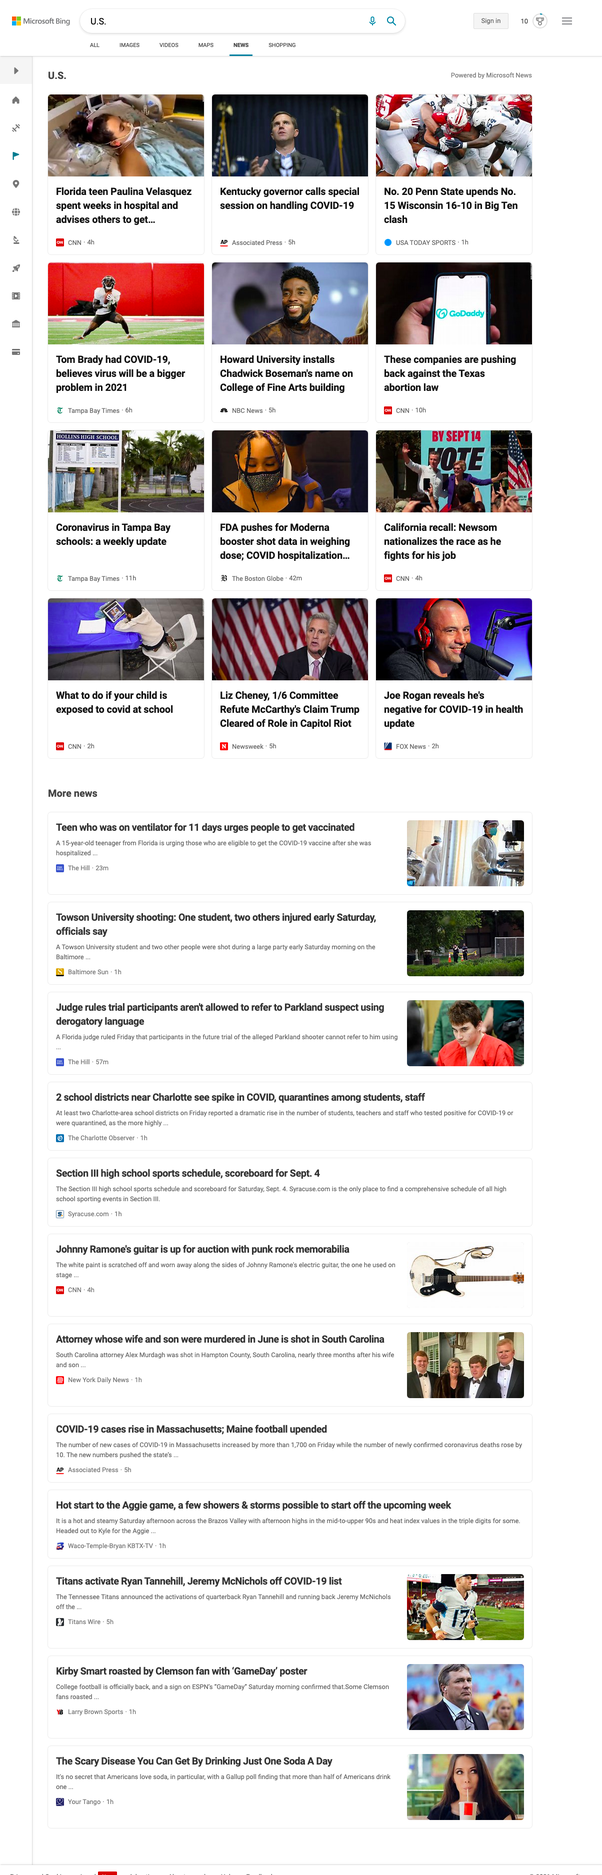 Microsoft Bing
U.S.
Sign in
10
ALL
IMAGES
VIDEOS
MAPS
NEWS
SHOPPING
U.S.
Powered by Microsoft News
Florida teen Paulina Velasquez
spent weeks in hospital and
advises others to get...
CNN · 4h
Kentucky governor calls special
session on handling COVID-19
AP Associated Press · 5h
No. 20 Penn State upends No.
15 Wisconsin 16-10 in Big Ten
clash
USA TODAY SPORTS · 1h
GoDaddy
Tom Brady had COVID-19,
believes virus will be a bigger
problem in 2021
Tampa Bay Times · 6h
Howard University installs
Chadwick Boseman's name on
College of Fine Arts building
NBC News · 5h
These companies are pushing
back against the Texas
abortion law
CNN · 10h
HOLLINS HIGH SCHOOL
BY SEPT 14
VOTE
Coronavirus in Tampa Bay
schools: a weekly update
Tampa Bay Times · 11h
FDA pushes for Moderna
booster shot data in weighing
dose; COVID hospitalization...
The Boston Globe · 42m
California recall: Newsom
nationalizes the race as he
fights for his job
CNN · 4h
What to do if your child is
exposed to covid at school
CNN · 2h
Liz Cheney, 1/6 Committee
Refute McCarthy's Claim Trump
Cleared of Role in Capitol Riot
N Newsweek · 5h
Joe Rogan reveals he's
negative for COVID-19 in health
update
FOX News · 2h
More news
Teen who was on ventilator for 11 days urges people to get vaccinated
A 15-year-old teenager from Florida is urging those who are eligible to get the COVID-19 vaccine after she was
hospitalized ...
The Hill · 23m
Towson University shooting: One student, two others injured early Saturday,
officials say
A Towson University student and two other people were shot during a large party early Saturday morning on the
Baltimore ...
Baltimore Sun · 1h
Judge rules trial participants aren't allowed to refer to Parkland suspect using
derogatory language
A Florida judge ruled Friday that participants in the future trial of the alleged Parkland shooter cannot refer to him using
...
The Hill · 57m
2 school districts near Charlotte see spike in COVID, quarantines among students, staff
At least two Charlotte-area school districts on Friday reported a dramatic rise in the number of students, teachers and staff who tested positive for COVID-19 or
were quarantined, as the more highly ...
The Charlotte Observer · 1h
Section III high school sports schedule, scoreboard for Sept. 4
The Section III high school sports schedule and scoreboard for Saturday, Sept. 4. Syracuse.com is the only place to find a comprehensive schedule of all high
school sporting events in Section III.
Syracuse.com · 1h
Johnny Ramone's guitar is up for auction with punk rock memorabilia
The white paint is scratched off and worn away along the sides of Johnny Ramone's electric guitar, the one he used on
stage ...
CNN · 4h
Attorney whose wife and son were murdered in June is shot in South Carolina
South Carolina attorney Alex Murdagh was shot in Hampton County, South Carolina, nearly three months after his wife
and son ...
New York Daily News · 1h
COVID-19 cases rise in Massachusetts; Maine football upended
The number of new cases of COVID-19 in Massachusetts increased by more than 1,700 on Friday while the number of newly confirmed coronavirus deaths rose by
10. The new numbers pushed the state's ...
AP Associated Press · 5h
Hot start to the Aggie game, a few showers & storms possible to start off the upcoming week
It is a hot and steamy Saturday afternoon across the Brazos Valley with afternoon highs in the mid-to-upper 90s and heat index values in the triple digits for some.
Headed out to Kyle for the Aggie ...
Waco-Temple-Bryan KBTX-TV · 1h
Titans activate Ryan Tannehill, Jeremy McNichols off COVID-19 list
The Tennessee Titans announced the activations of quarterback Ryan Tannehill and running back Jeremy McNichols
off the ...
Titans Wire · 5h
17
Kirby Smart roasted by Clemson fan with 'GameDay' poster
College football is officially back, and a sign on ESPN's "GameDay" Saturday morning confirmed that.Some Clemson
fans roasted ...
Larry Brown Sports · 1h
The Scary Disease You Can Get By Drinking Just One Soda A Day
It's no secret that Americans love soda, in particular, with a Gallup poll finding that more than half of Americans drink
one ...
Your Tango · 1h